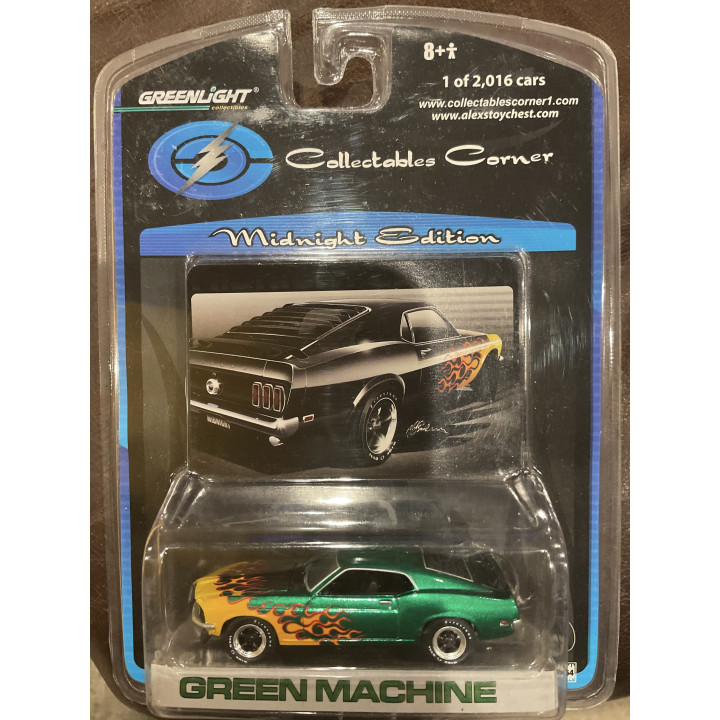 GREENLIGHT®
collectibles
8+
1 of 2,016 cars
www.collectablescorner1.com
www.alexstoychest.com
Collectables Corner
Midnight Edition
MIDNIGHT
GREEN MACHINE